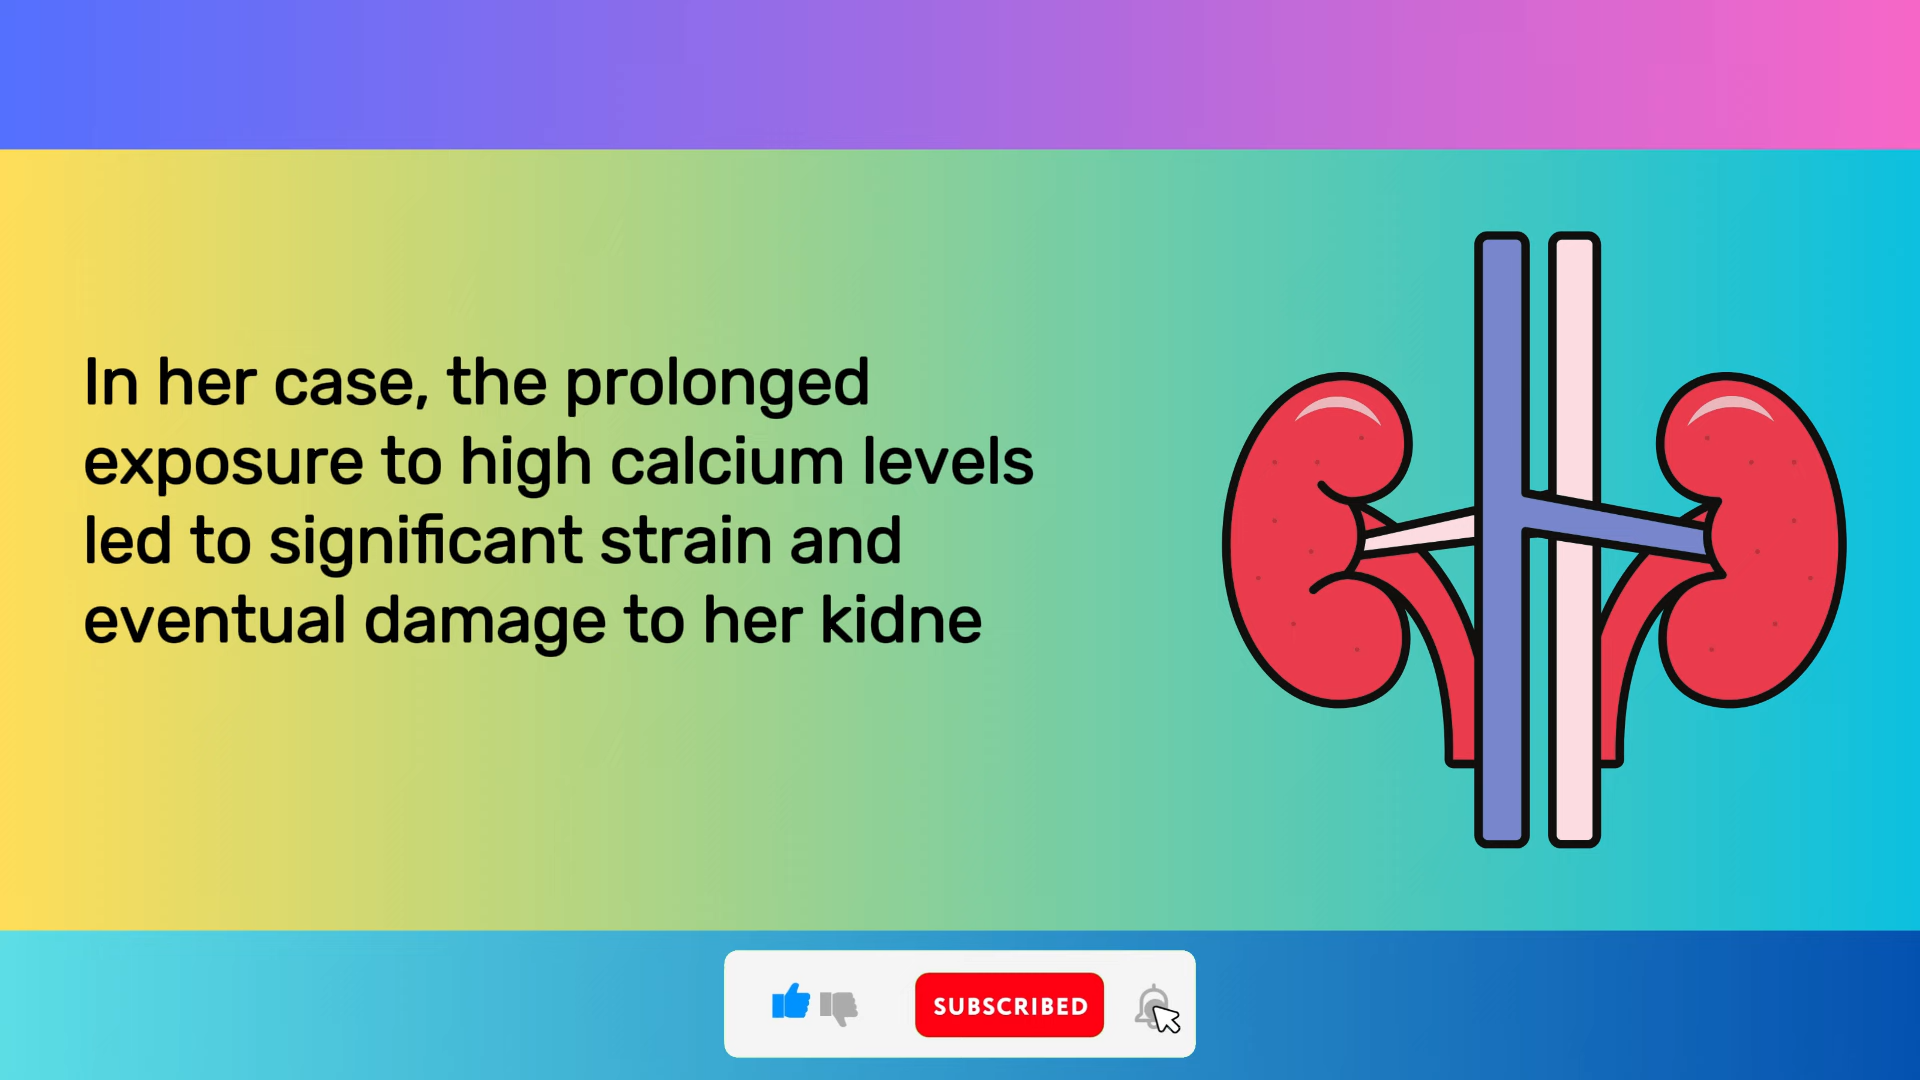 In her case, the prolonged
exposure to high calcium levels
led to significant strain and
eventual damage to her kidne
SUBSCRIBED